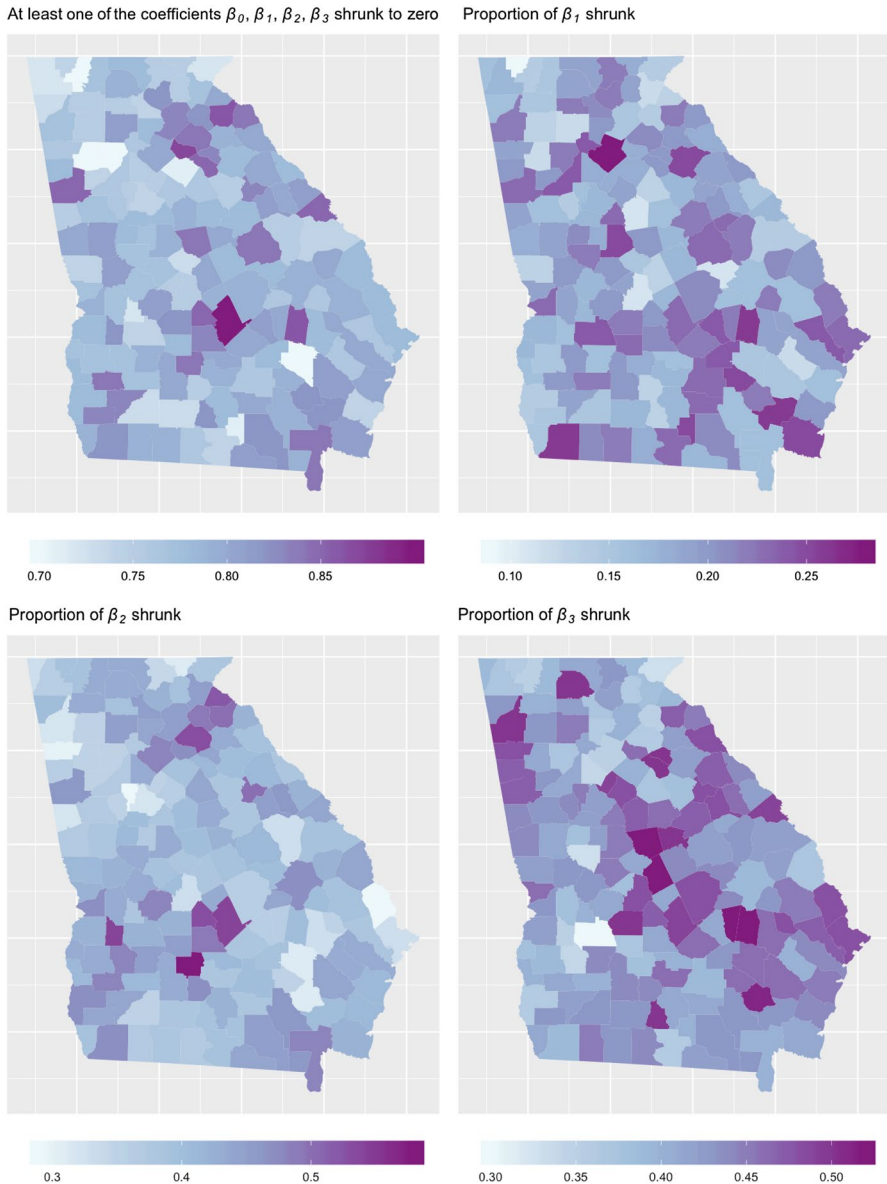 At least one of the coefficients β0, β1, β2, β3 shrunk to zero
Proportion of β1 shrunk
0.70 0.75 0.80 0.85
0.10 0.15 0.20 0.25
Proportion of β2 shrunk
Proportion of β3 shrunk
0.3 0.4 0.5
0.30 0.35 0.40 0.45 0.50